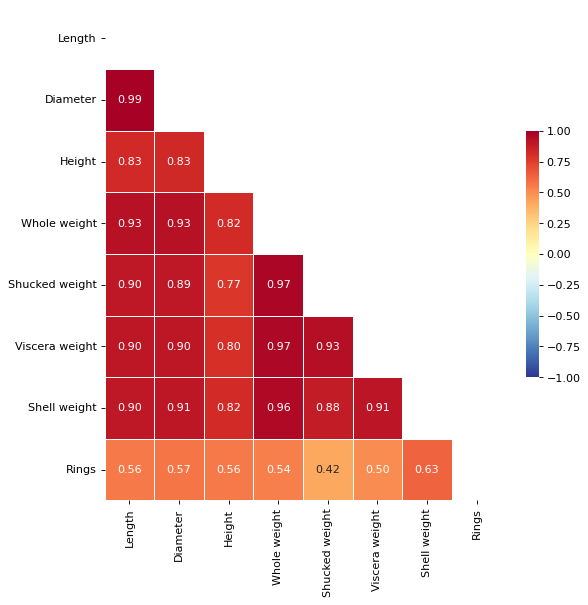 Length
Diameter 0.99
Height 0.83 0.83
Whole weight 0.93 0.93 0.82
Shucked weight 0.90 0.89 0.77 0.97
Viscera weight 0.90 0.90 0.80 0.97 0.93
Shell weight 0.90 0.91 0.82 0.96 0.88 0.91
Rings 0.56 0.57 0.56 0.54 0.42 0.50 0.63
Length
Diameter
Height
Whole weight
Shucked weight
Viscera weight
Shell weight
Rings
1.00
0.75
0.50
0.25
0.00
−0.25
−0.50
−0.75
−1.00